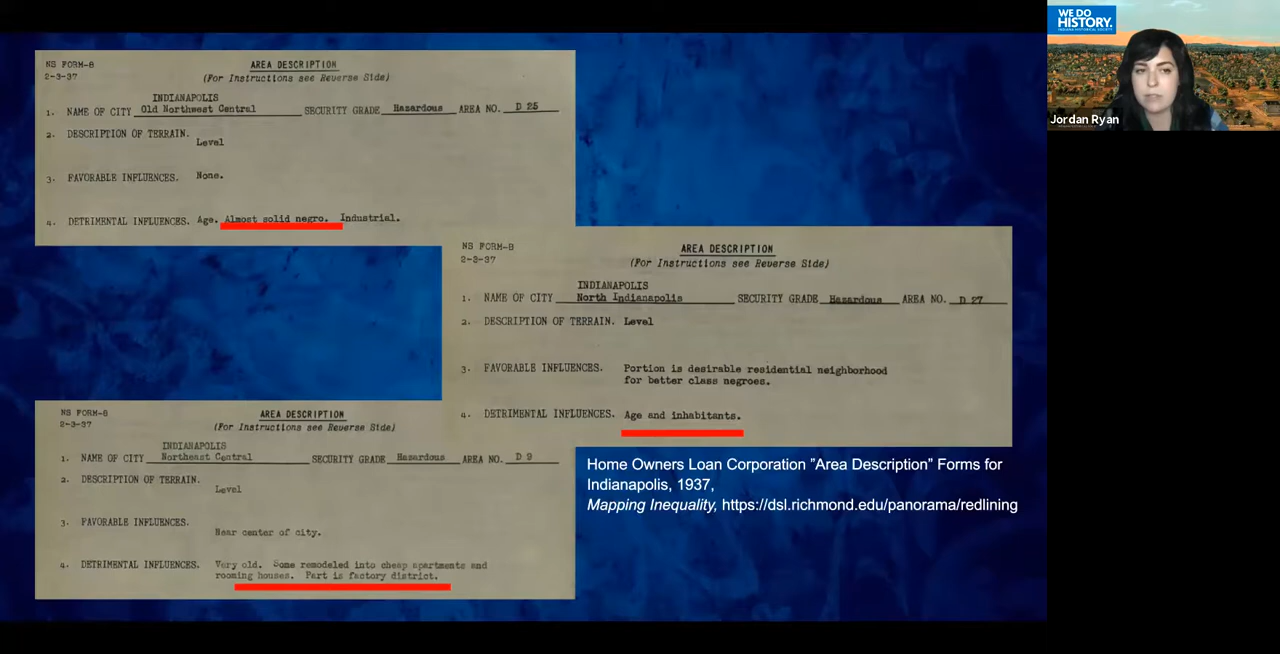 NS FORM-8
2-3-37
AREA DESCRIPTION
(For Instructions see Reverse Side)
INDIANAPOLIS
1. NAME OF CITY Old Northwest Central SECURITY GRADE Hazardous AREA NO. D 25
2. DESCRIPTION OF TERRAIN.
Level
3. FAVORABLE INFLUENCES. None.
4. DETRIMENTAL INFLUENCES. Age. Almost solid negro. Industrial.
NS FORM-8
2-3-37
AREA DESCRIPTION
(For Instructions see Reverse Side)
INDIANAPOLIS
1. NAME OF CITY North Indianapolis SECURITY GRADE Hazardous AREA NO. D 27
2. DESCRIPTION OF TERRAIN. Level
3. FAVORABLE INFLUENCES. Portion is desirable residential neighborhood
for better class negroes.
4. DETRIMENTAL INFLUENCES. Age and inhabitants.
NS FORM-8
2-3-37
AREA DESCRIPTION
(For Instructions see Reverse Side)
INDIANAPOLIS
1. NAME OF CITY Northeast Central SECURITY GRADE Hazardous AREA NO. D 9
2. DESCRIPTION OF TERRAIN.
Level
3. FAVORABLE INFLUENCES.
Near center of city.
4. DETRIMENTAL INFLUENCES. Very old. Some remodeled into cheap apartments and
rooming houses. Part is factory district.
Home Owners Loan Corporation "Area Description" Forms for
Indianapolis, 1937,
Mapping Inequality, https://dsl.richmond.edu/panorama/redlining
WE DO
HISTORY.
INDIANA HISTORICAL SOCIETY
Jordan Ryan